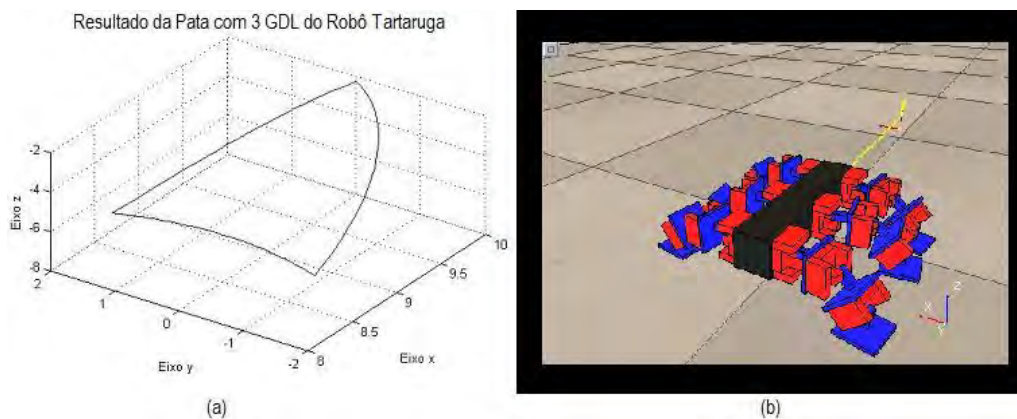 Resultado da Pata com 3 GDL do Robô Tartaruga
-2
-4
-6
-8
Eixo z
2
1
0
-1
-2
Eixo y
8
8.5
9
9.5
10
Eixo x
(a)
X
Y
Z
(b)